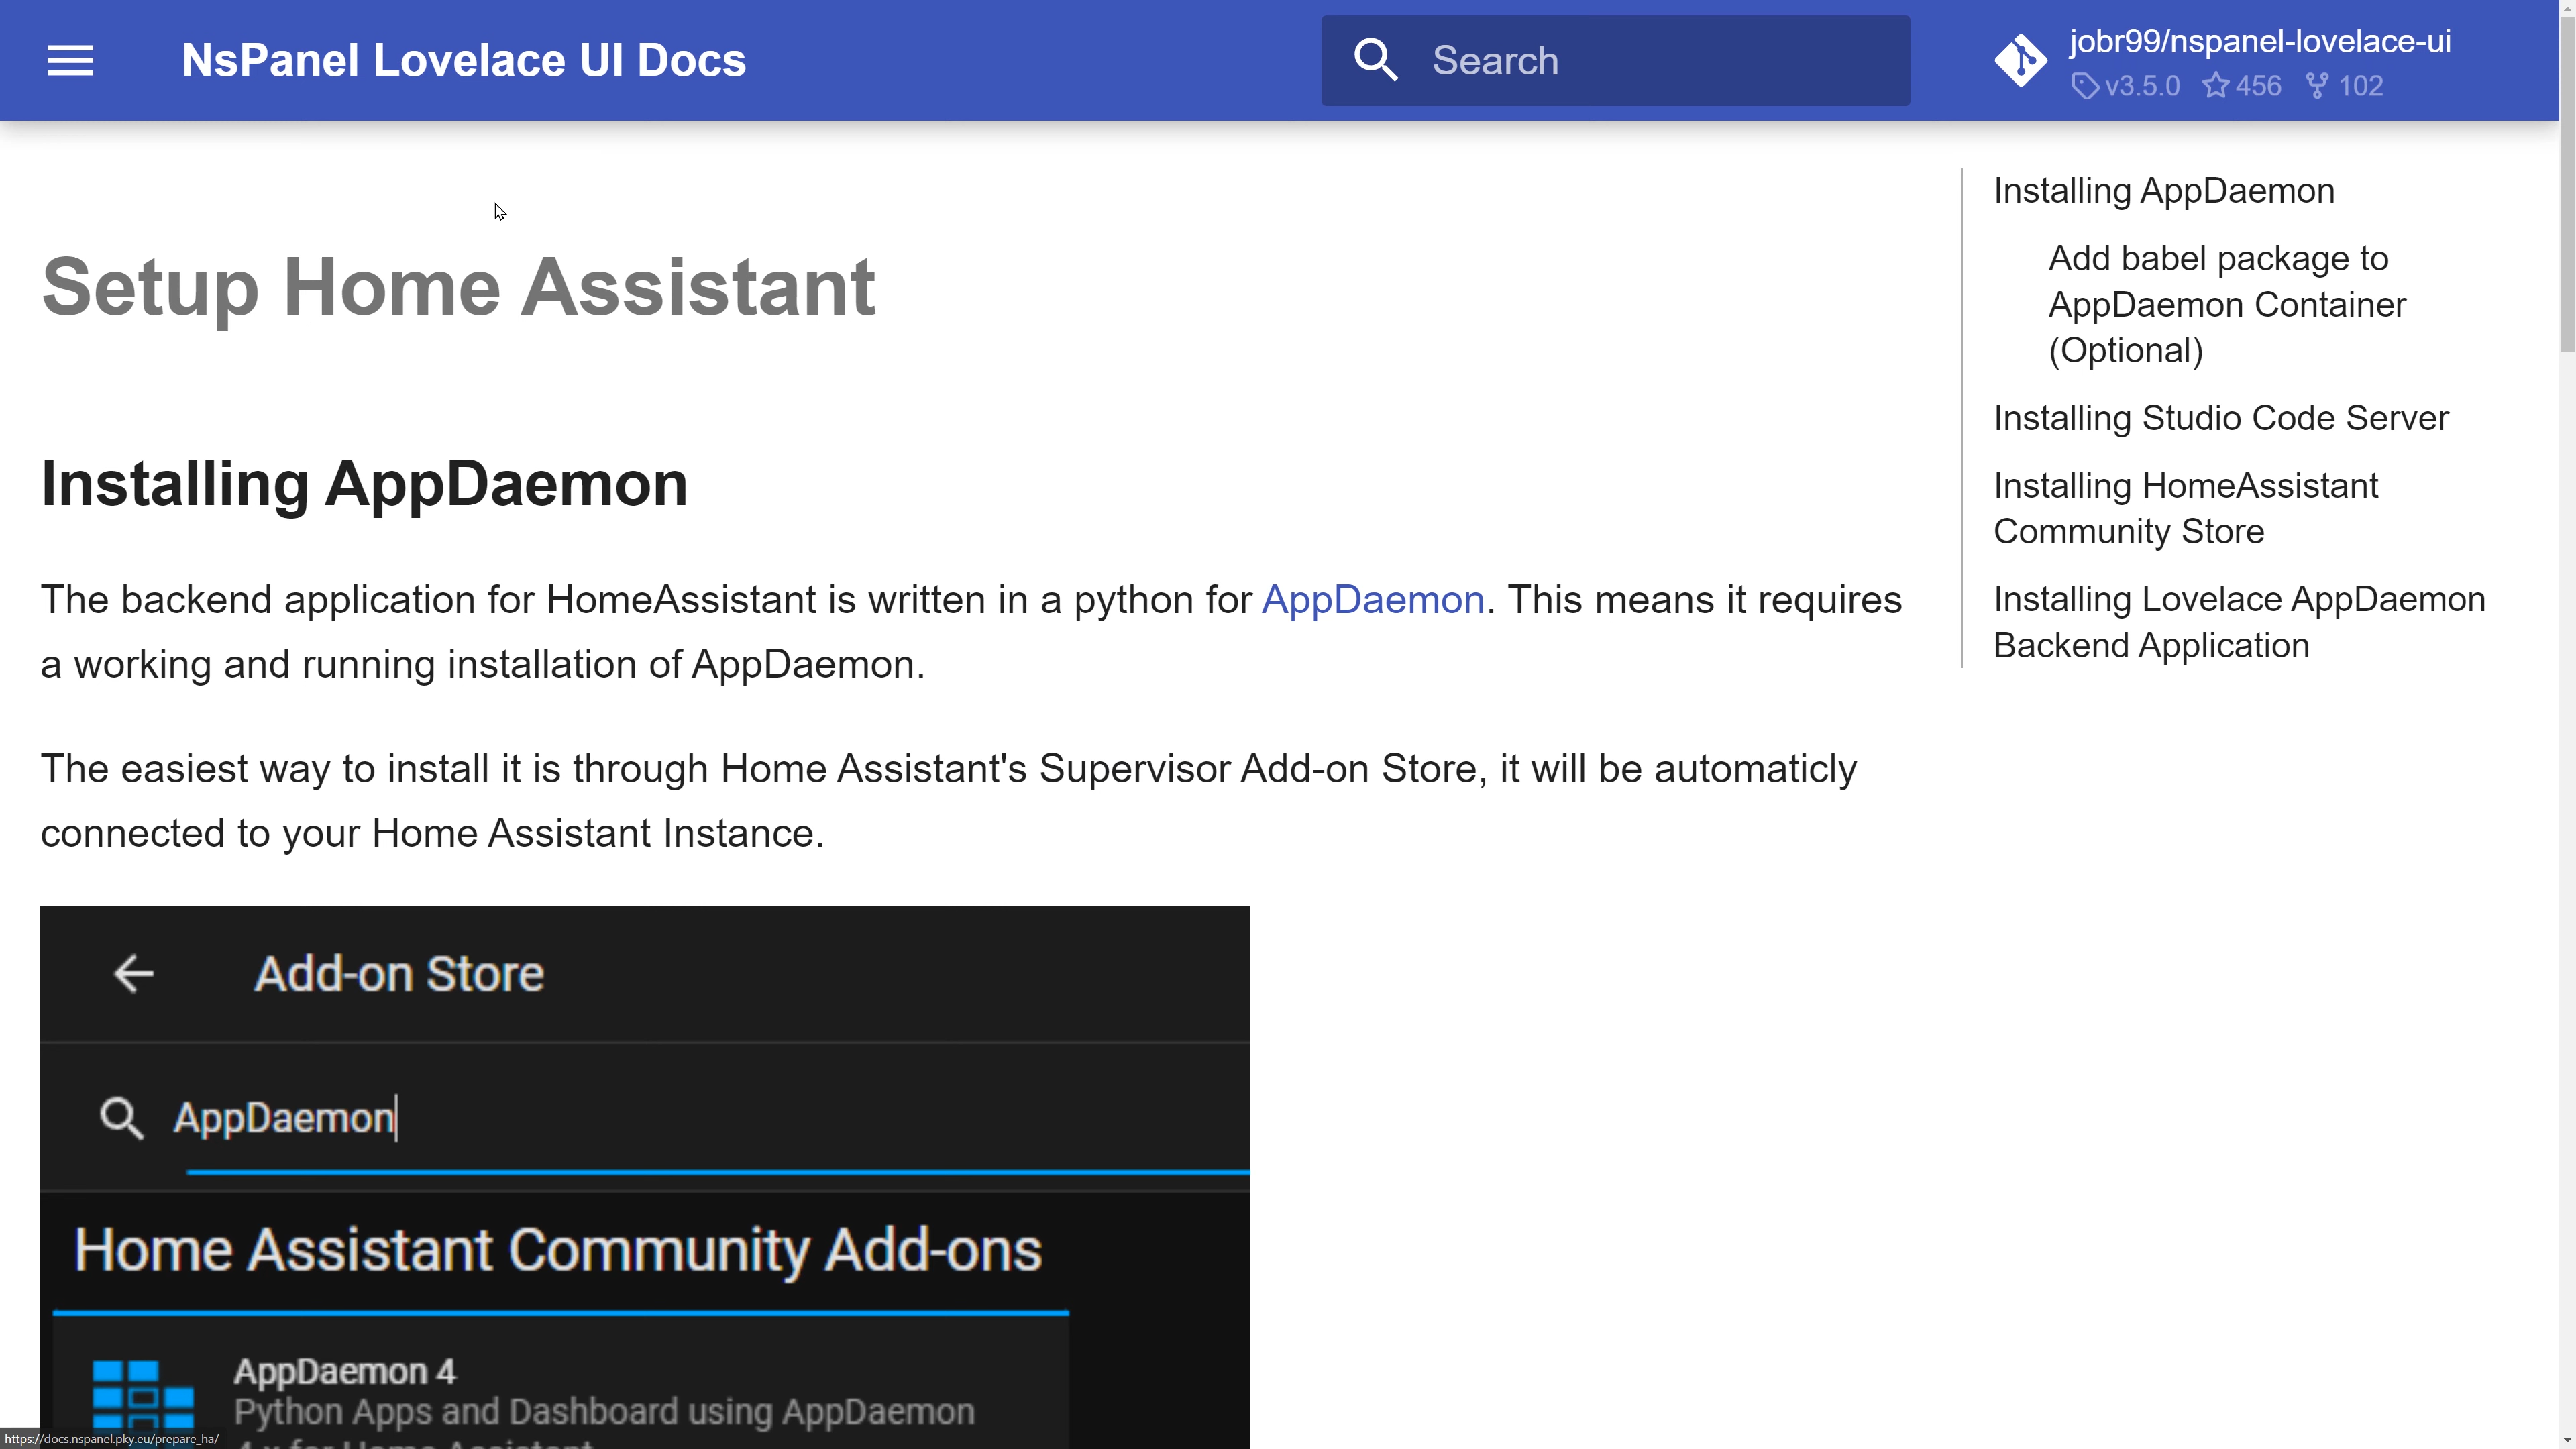 NsPanel Lovelace UI Docs
Search
jobr99/nspanel-lovelace-ui
v3.5.0 456 102
Setup Home Assistant
Installing AppDaemon
The backend application for HomeAssistant is written in a python for AppDaemon. This means it requires
a working and running installation of AppDaemon.
The easiest way to install it is through Home Assistant's Supervisor Add-on Store, it will be automaticly
connected to your Home Assistant Instance.
Add-on Store
AppDaemon
Home Assistant Community Add-ons
AppDaemon 4
Python Apps and Dashboard using AppDaemon
4.x for Home Assistant
Installing AppDaemon
Add babel package to
AppDaemon Container
(Optional)
Installing Studio Code Server
Installing HomeAssistant
Community Store
Installing Lovelace AppDaemon
Backend Application
https://docs.nspanel.pky.eu/prepare_ha/